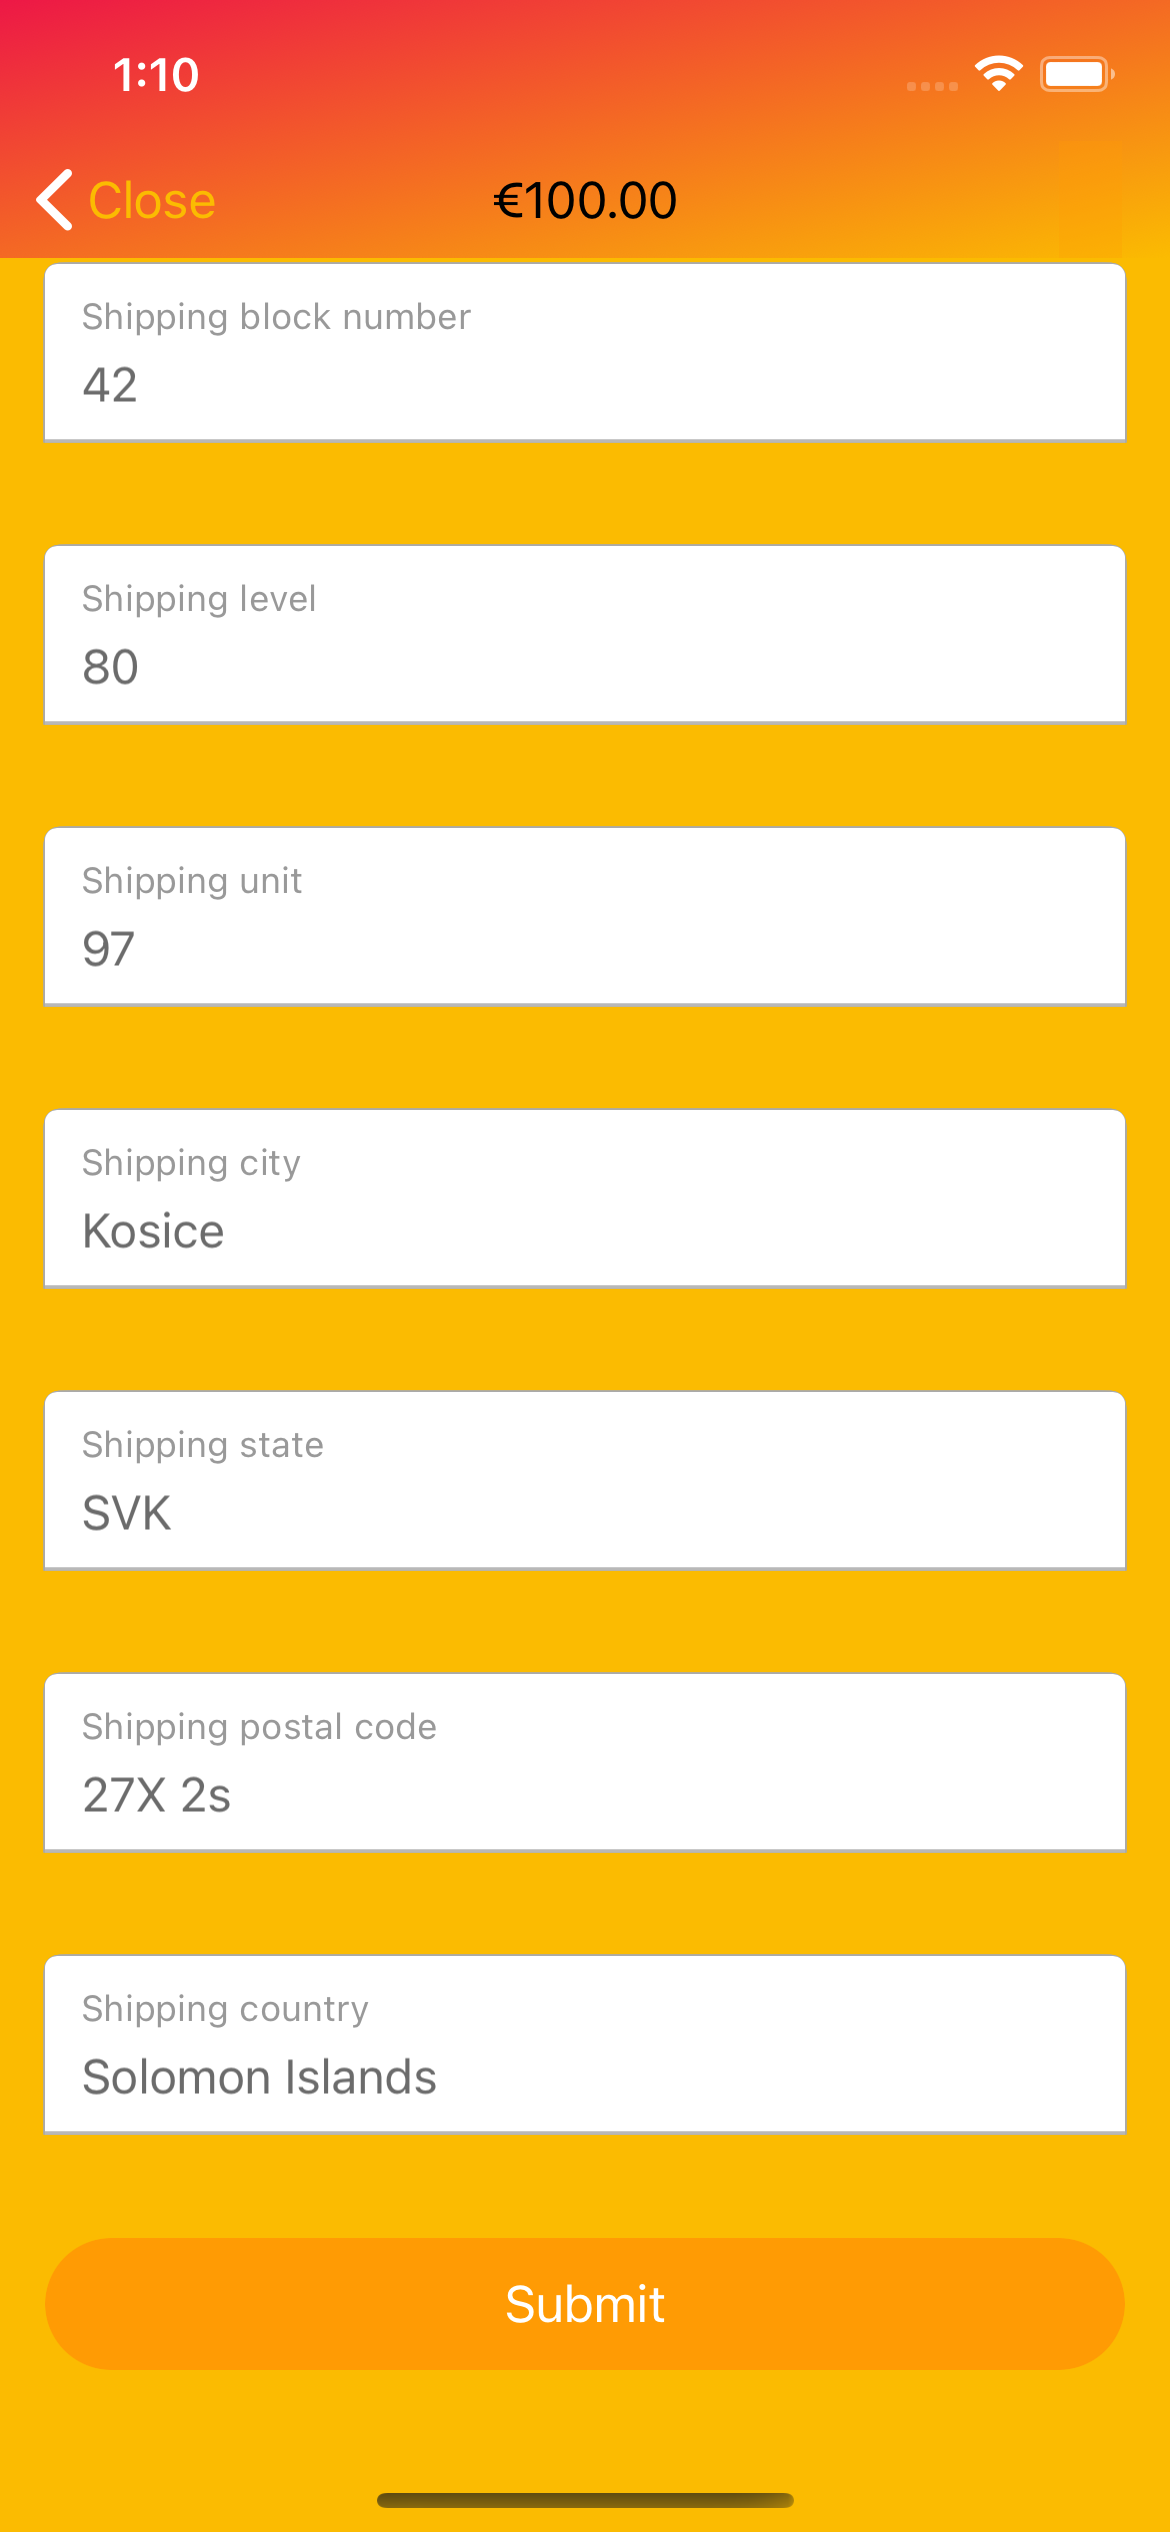 1:10
Close
€100.00
Shipping block number
42
Shipping level
80
Shipping unit
97
Shipping city
Kosice
Shipping state
SVK
Shipping postal code
27X 2s
Shipping country
Solomon Islands
Submit